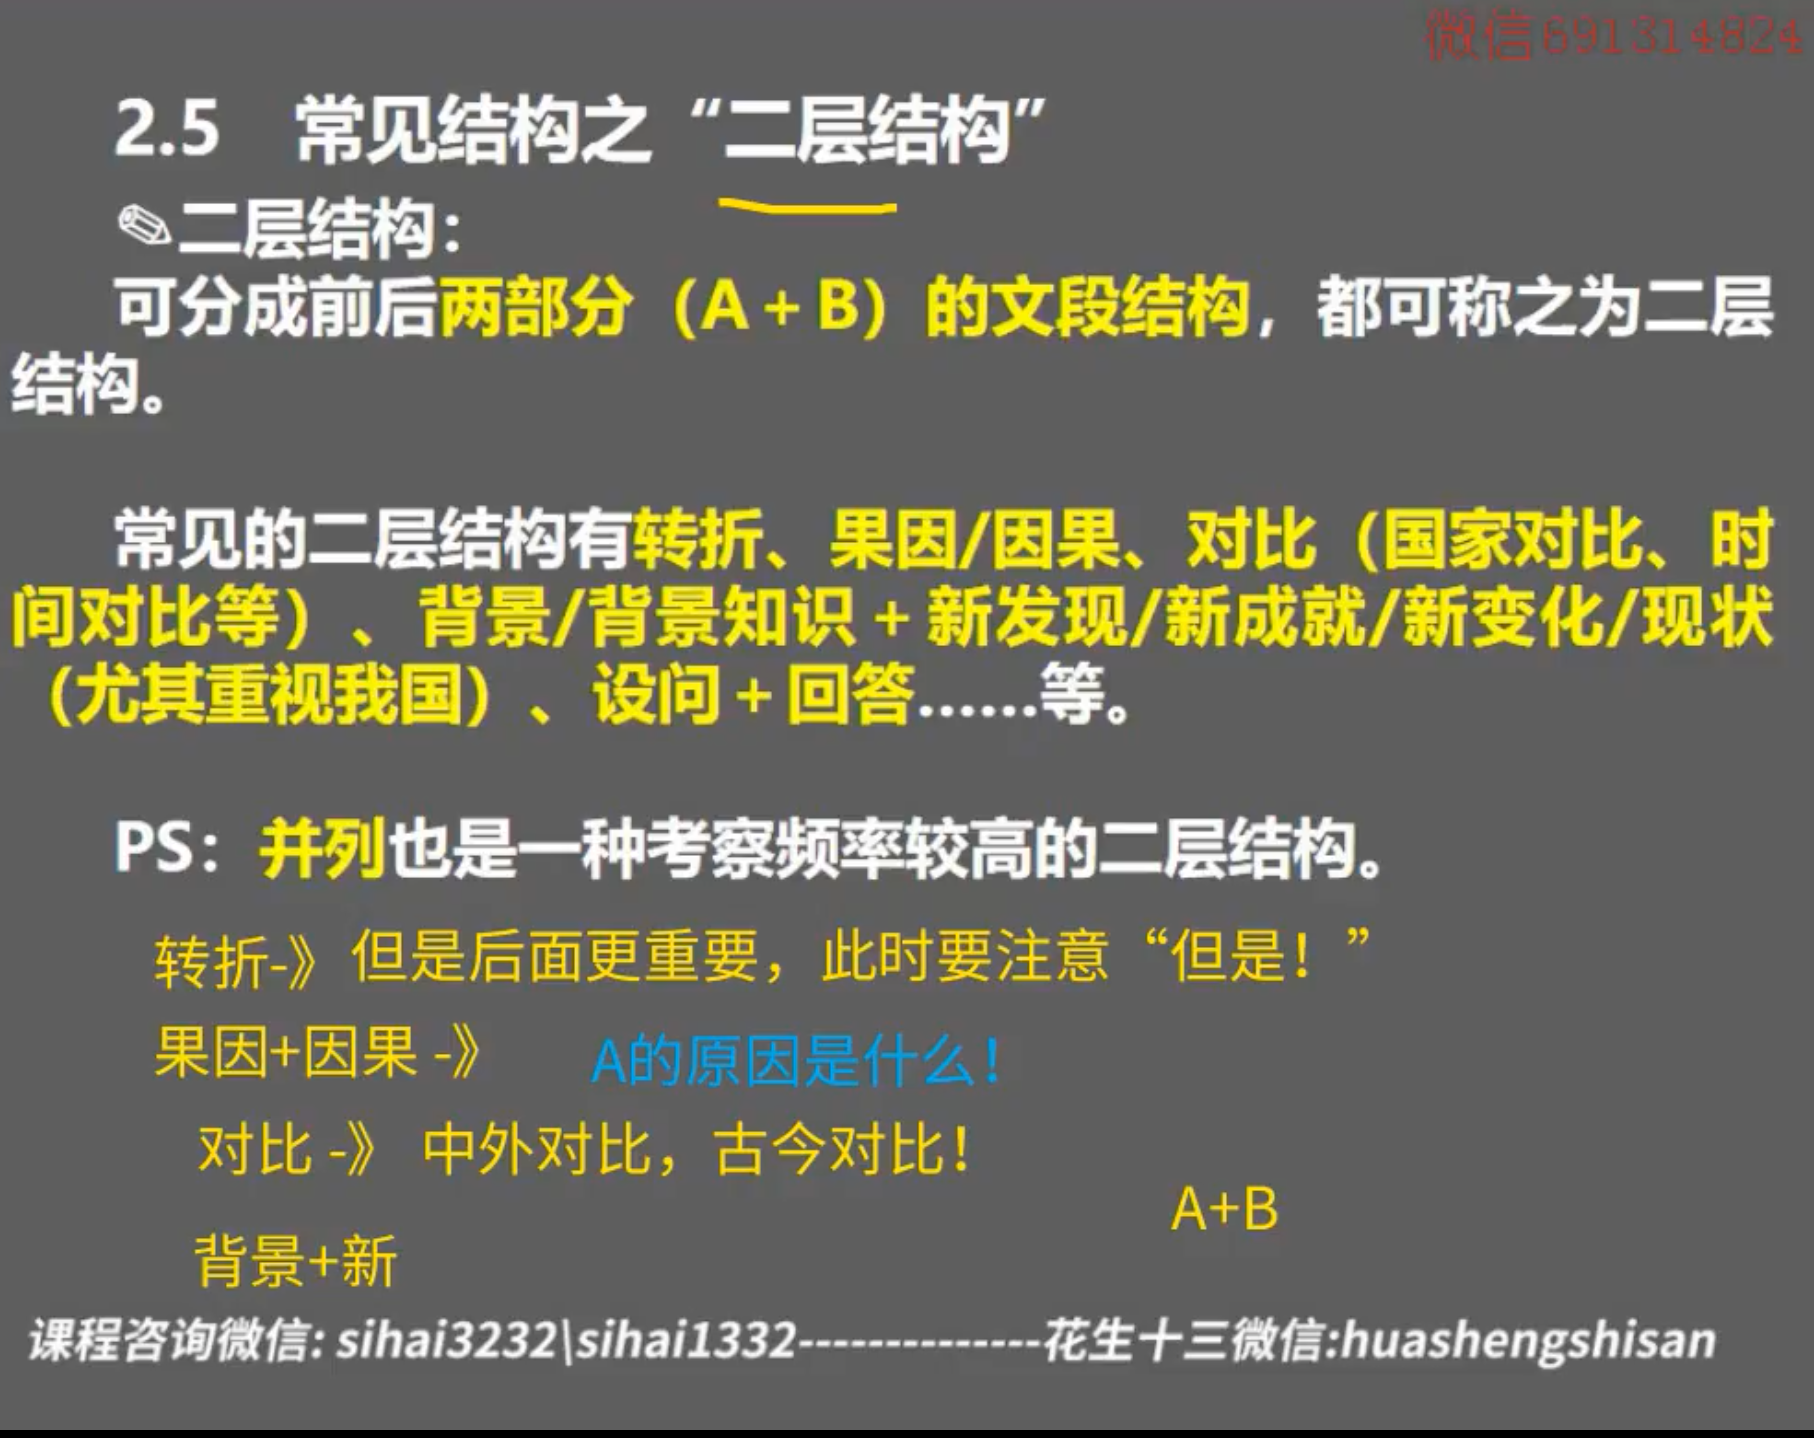 微信691314824
2.5 常见结构之“二层结构”
✎二层结构：
可分成前后两部分（A + B）的文段结构，都可称之为二层
结构。
常见的二层结构有转折、果因/因果、对比（国家对比、时
间对比等）、背景/背景知识 + 新发现/新成就/新变化/现状
（尤其重视我国）、设问 + 回答……等。
PS：并列也是一种考察频率较高的二层结构。
转折-》但是后面更重要，此时要注意“但是！”
果因+因果 -》 A的原因是什么！
对比 -》 中外对比，古今对比！
A+B
背景+新
课程咨询微信: sihai3232\sihai1332--------------花生十三微信:huashengshisan